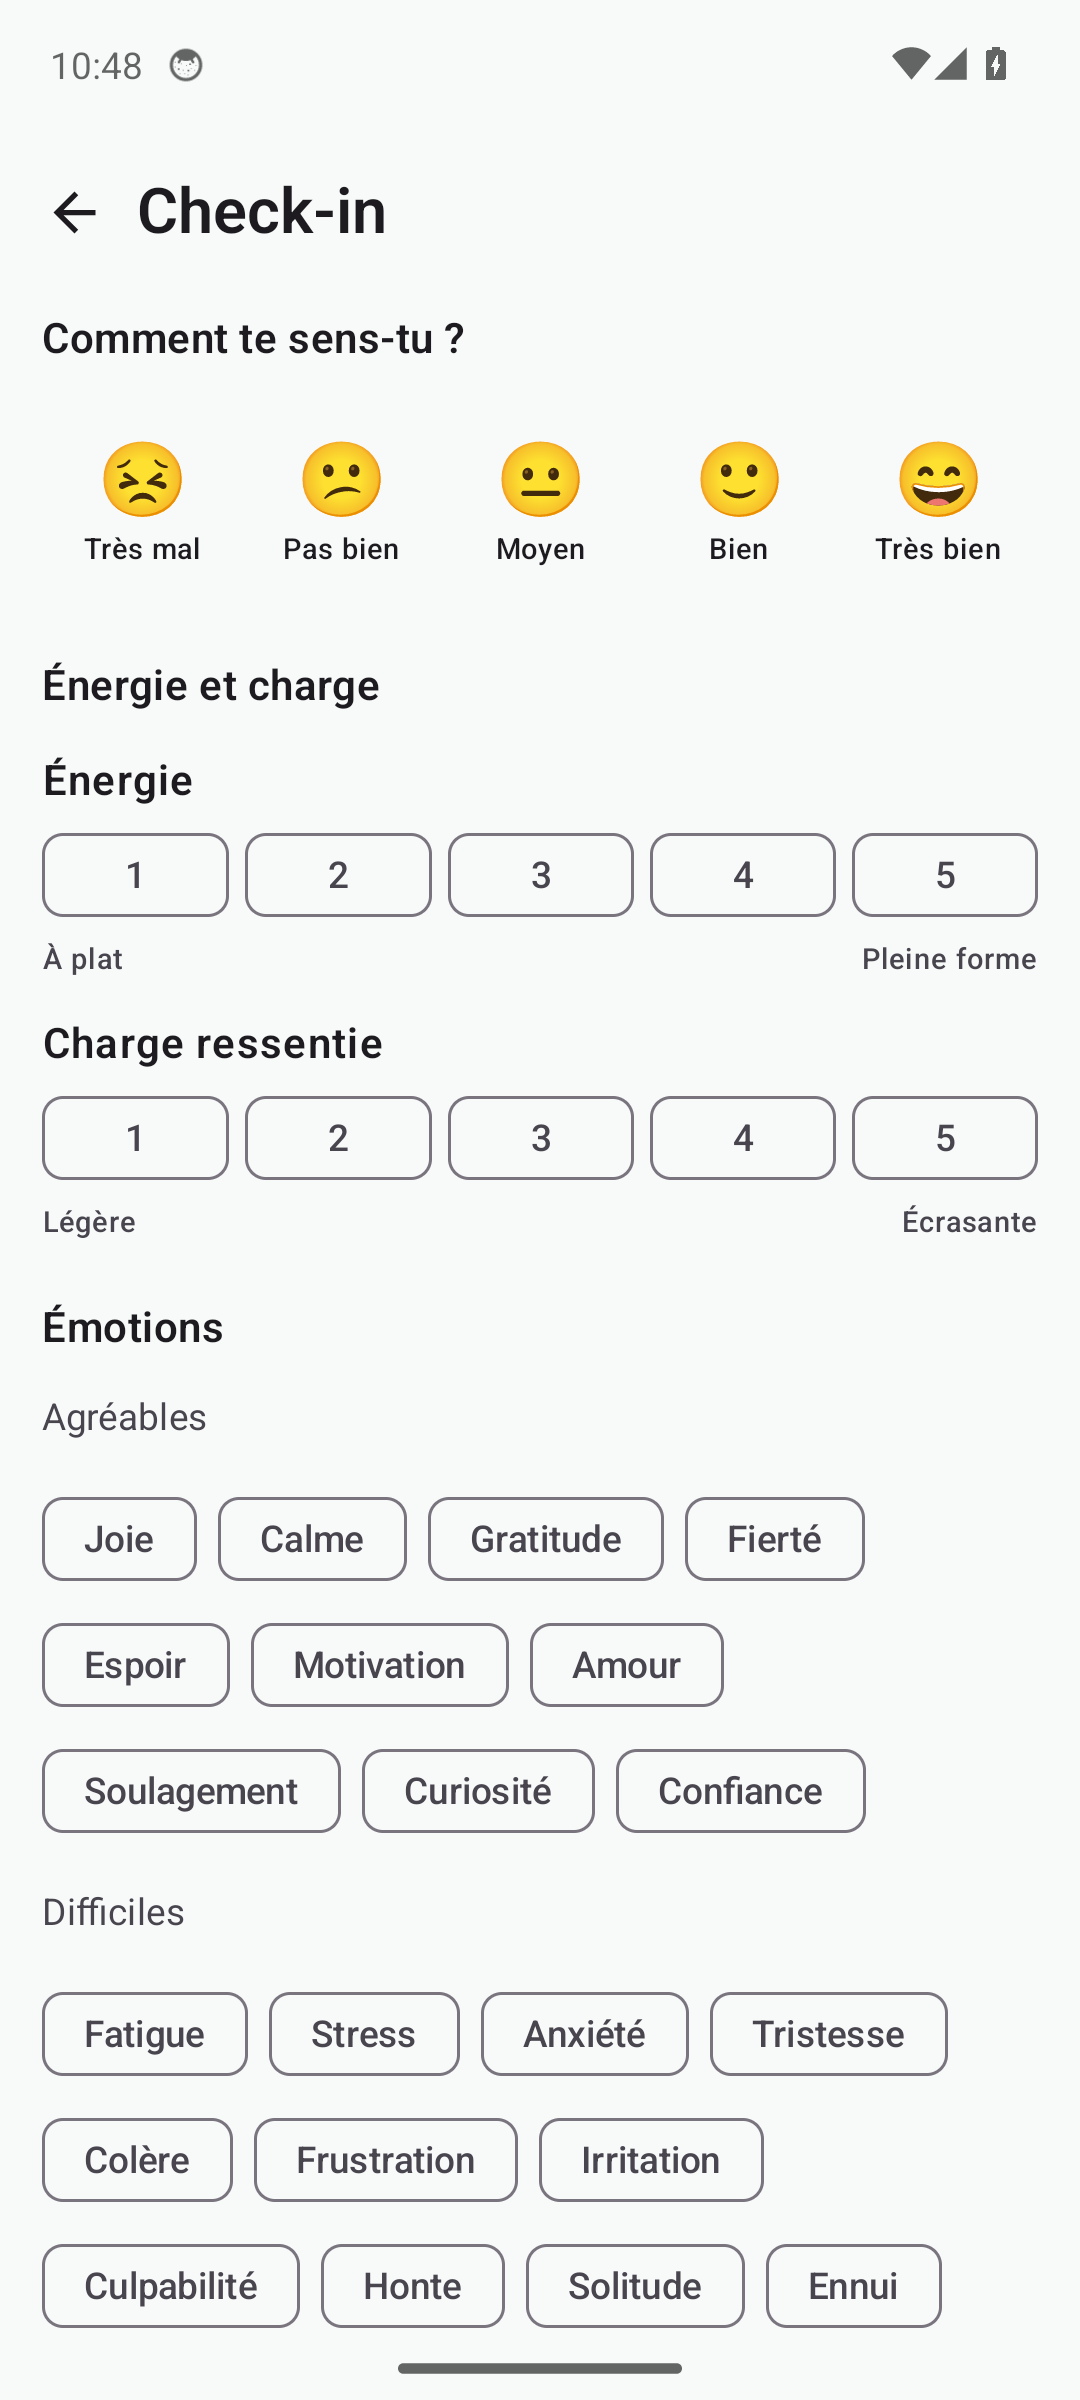 10:48
Check-in
Comment te sens-tu ?
Très mal Pas bien Moyen Bien Très bien
Énergie et charge
Énergie
1 2 3 4 5
À plat Pleine forme
Charge ressentie
1 2 3 4 5
Légère Écrasante
Émotions
Agréables
Joie Calme Gratitude Fierté
Espoir Motivation Amour
Soulagement Curiosité Confiance
Difficiles
Fatigue Stress Anxiété Tristesse
Colère Frustration Irritation
Culpabilité Honte Solitude Ennui